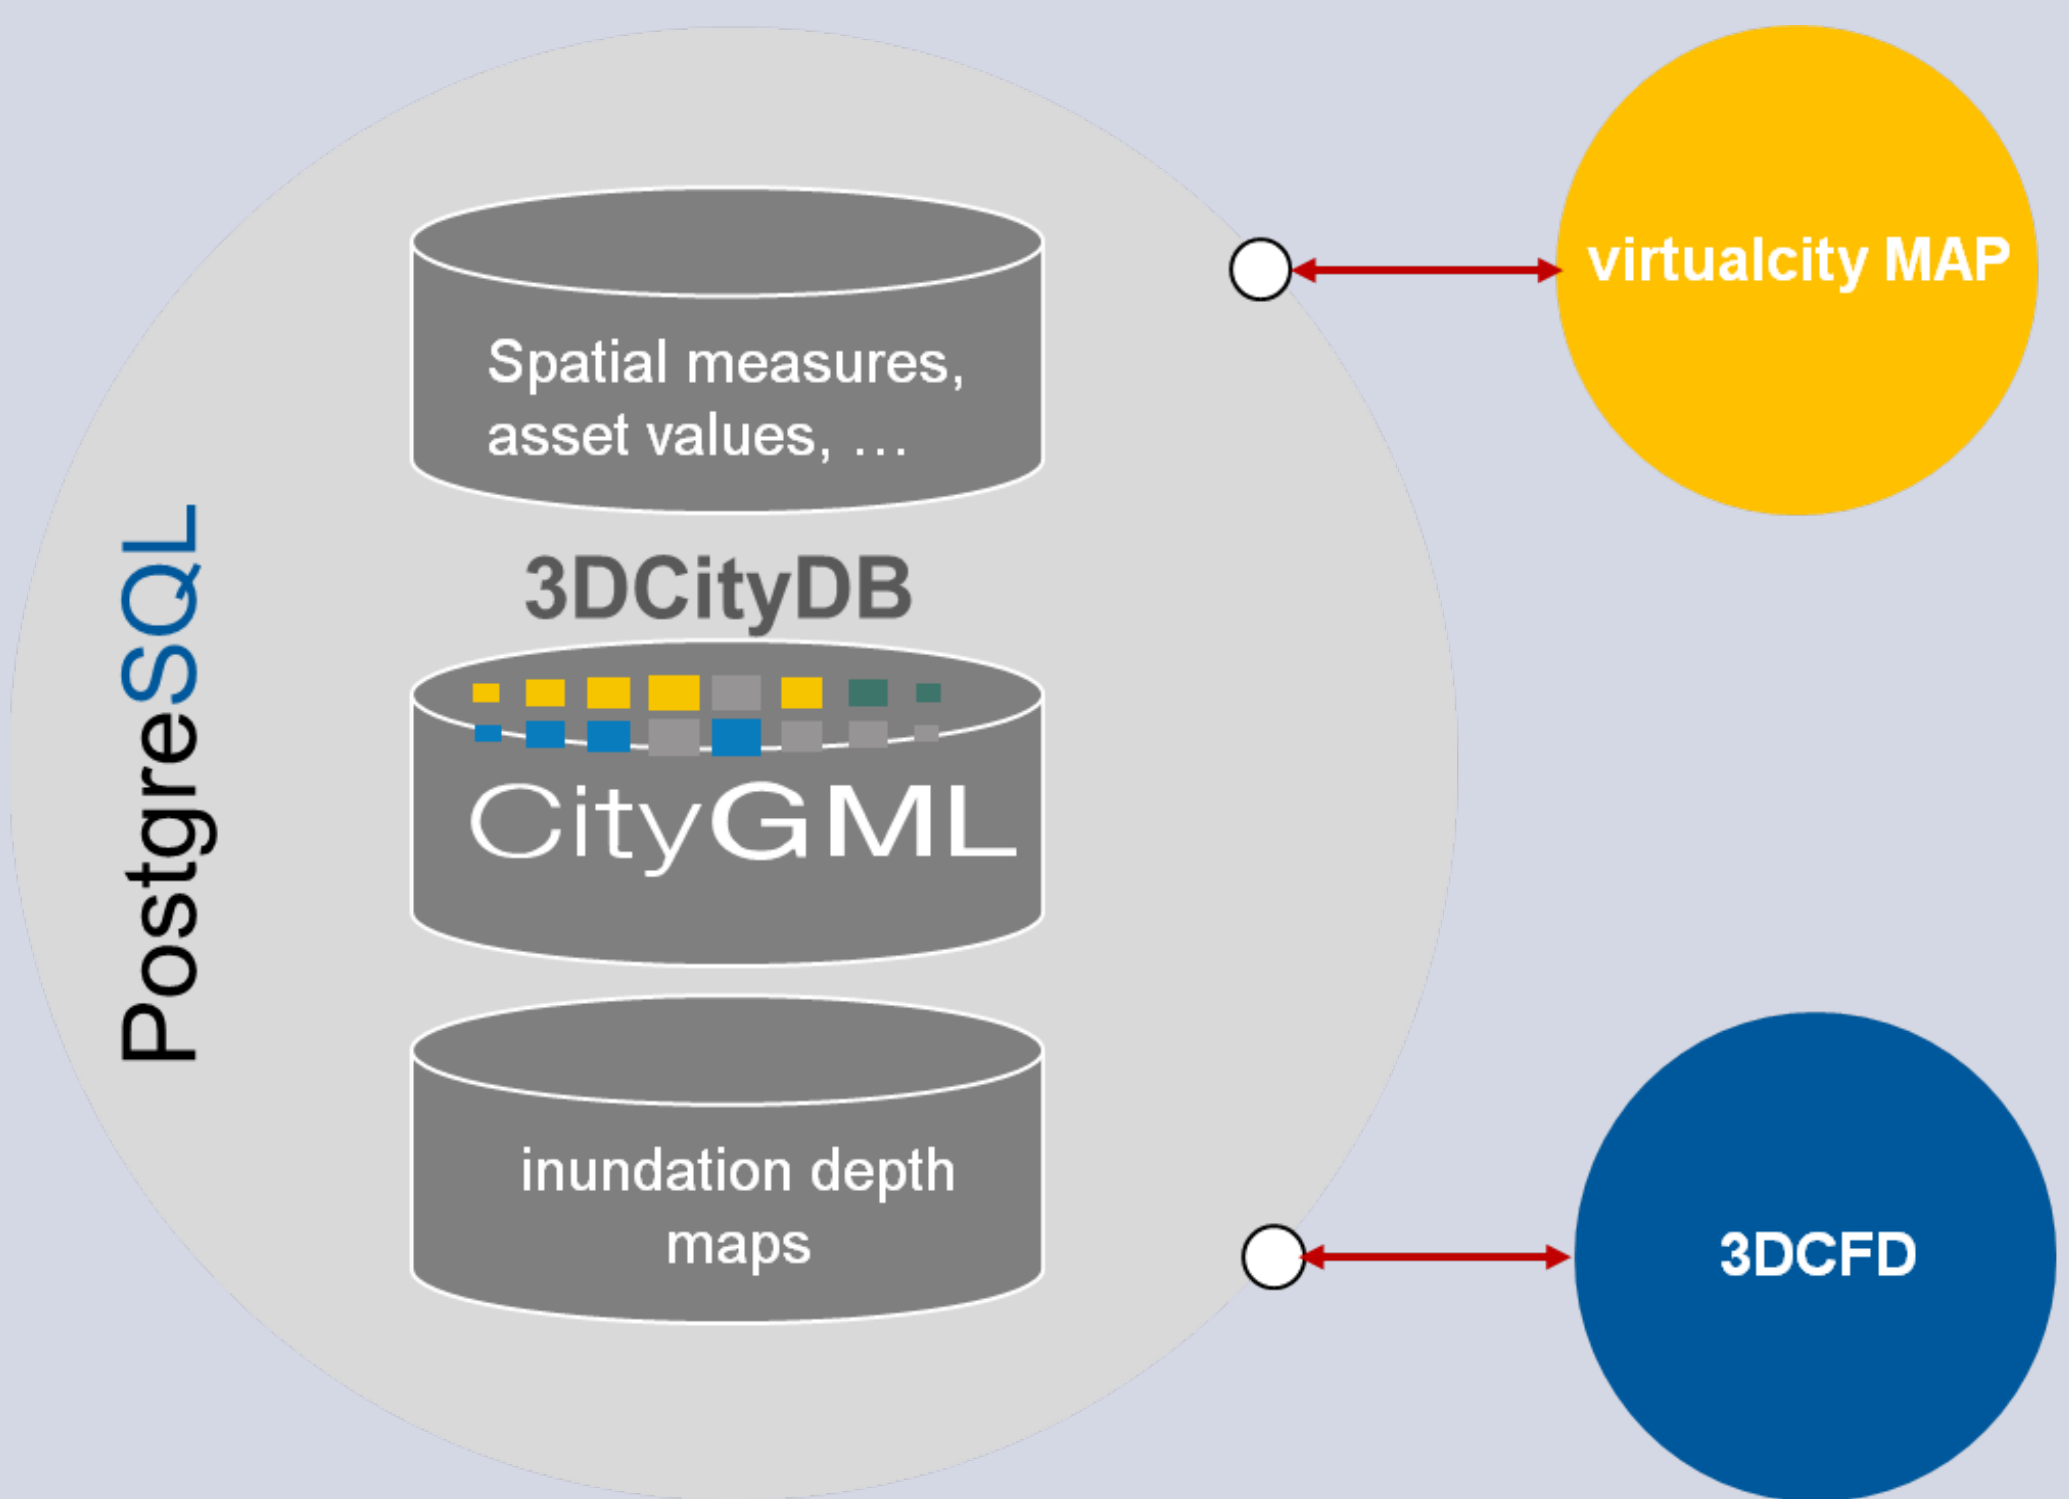 PostgreSQL
Spatial measures,
asset values, …
3DCityDB
CityGML
inundation depth
maps
virtualcity MAP
3DCFD